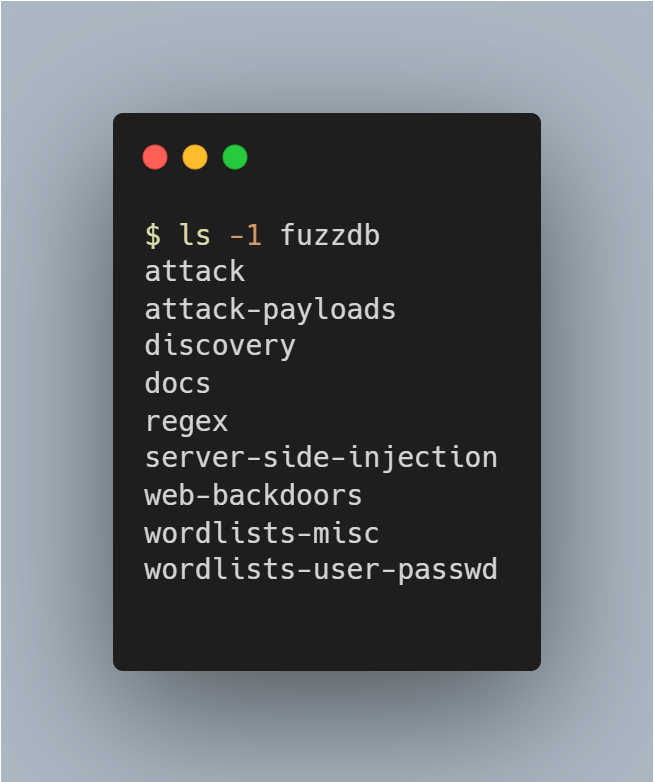 $ ls -1 fuzzdb
attack
attack-payloads
discovery
docs
regex
server-side-injection
web-backdoors
wordlists-misc
wordlists-user-passwd